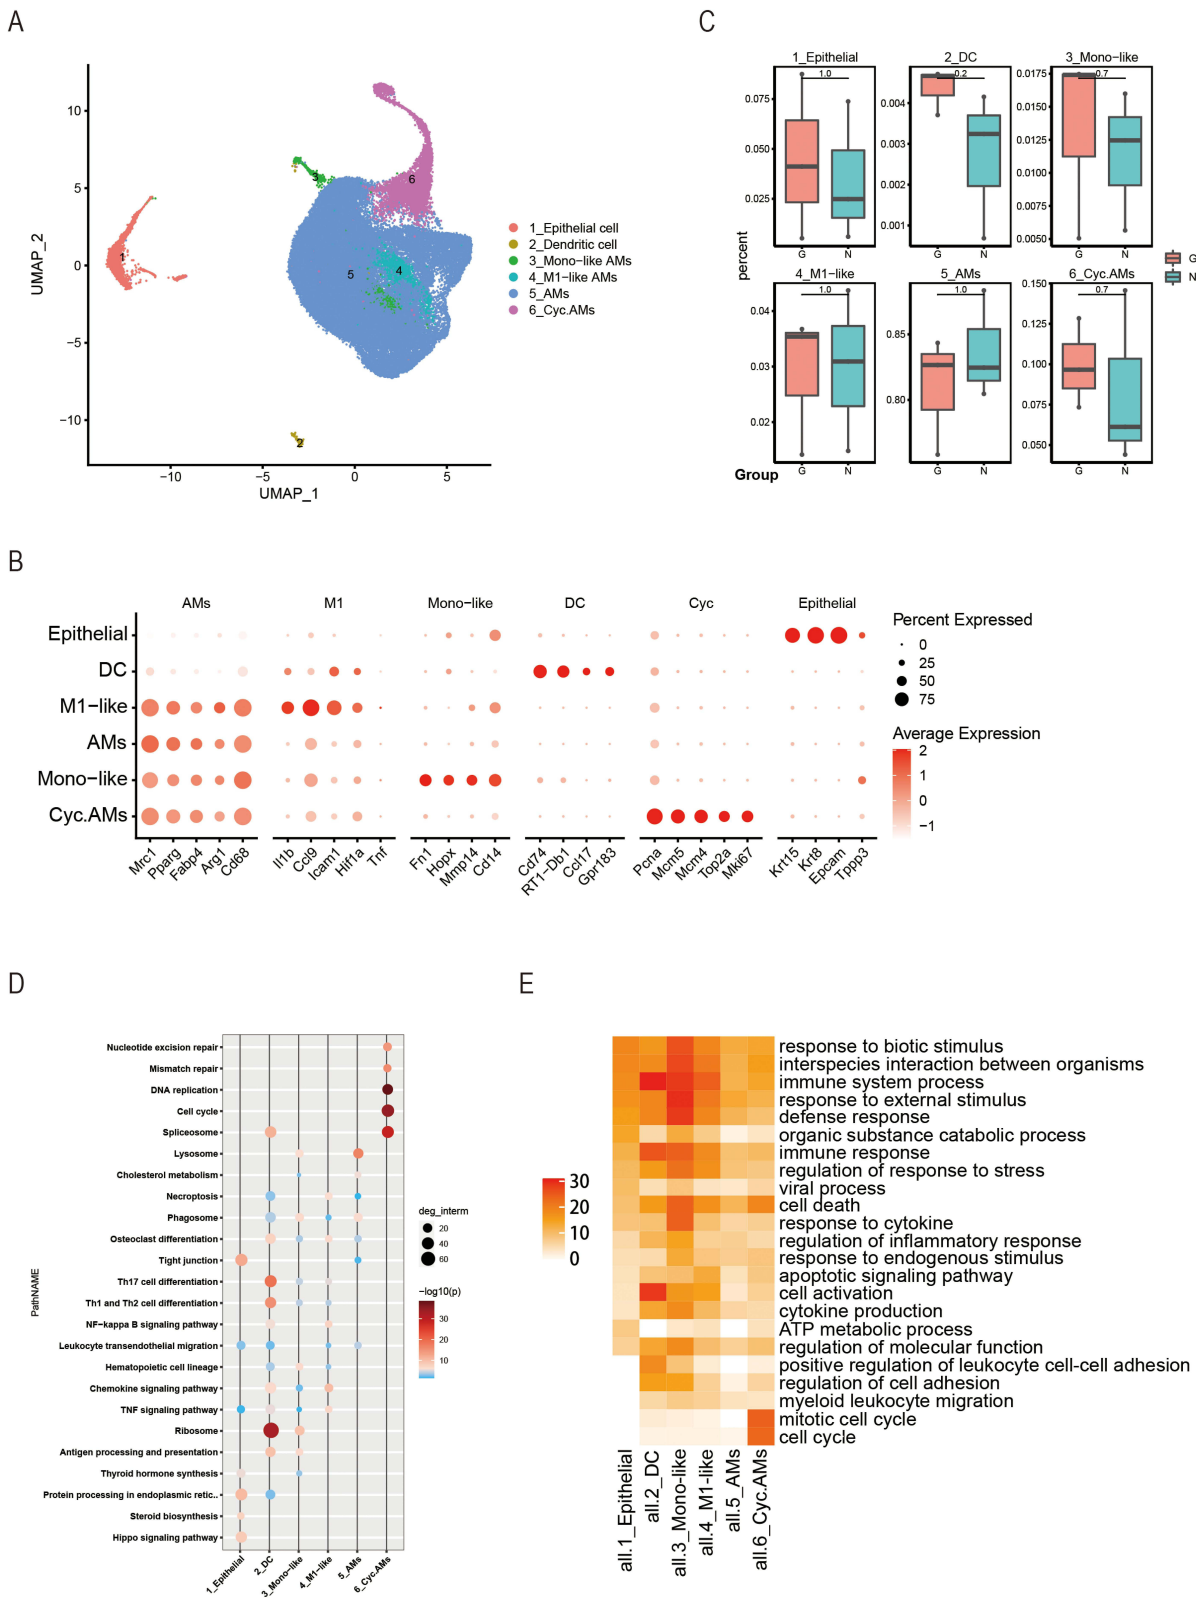 A
10
5
0
−5
−10
UMAP_2
−10
−5
0
5
UMAP_1
1
2
3
4
5
6
1_Epithelial cell
2_Dendritic cell
3_Mono−like AMs
4_M1−like AMs
5_AMs
6_Cyc.AMs
C
percent
1_Epithelial
1.0
0.075
0.050
0.025
2_DC
0.2
0.004
0.003
0.002
0.001
3_Mono−like
0.7
0.0175
0.0150
0.0125
0.0100
0.0075
0.0050
4_M1−like
1.0
0.04
0.03
0.02
5_AMs
1.0
0.85
0.80
6_Cyc.AMs
0.7
0.150
0.125
0.100
0.075
0.050
G N G N G N
Group
G
N
B
AMs M1 Mono−like DC Cyc Epithelial
Epithelial
DC
M1−like
AMs
Mono−like
Cyc.AMs
Mrc1 Pparg Fabp4 Arg1 Cd68 Il1b Ccl9 Icam1 Hif1a Tnf Fn1 Hopx Mmp14 Cd14 Cd74 RT1−Db1 Ccl17 Gpr183 Pcna Mcm5 Mcm4 Top2a Mki67 Krt15 Krt8 Epcam Tppp3
Percent Expressed
0
25
50
75
Average Expression
2
1
0
−1
D
PathNAME
Nucleotide excision repair
Mismatch repair
DNA replication
Cell cycle
Spliceosome
Lysosome
Cholesterol metabolism
Necroptosis
Phagosome
Osteoclast differentiation
Tight junction
Th17 cell differentiation
Th1 and Th2 cell differentiation
NF−kappa B signaling pathway
Leukocyte transendothelial migration
Hematopoietic cell lineage
Chemokine signaling pathway
TNF signaling pathway
Ribosome
Antigen processing and presentation
Thyroid hormone synthesis
Protein processing in endoplasmic retic..
Steroid biosynthesis
Hippo signaling pathway
1_Epithelial 2_DC 3_Mono−like 4_M1−like 5_AMs 6_Cyc.AMs
deg_interm
20
40
60
−log10(p)
30
20
10
E
30
20
10
0
response to biotic stimulus
interspecies interaction between organisms
immune system process
response to external stimulus
defense response
organic substance catabolic process
immune response
regulation of response to stress
viral process
cell death
response to cytokine
regulation of inflammatory response
response to endogenous stimulus
apoptotic signaling pathway
cell activation
cytokine production
ATP metabolic process
regulation of molecular function
positive regulation of leukocyte cell-cell adhesion
regulation of cell adhesion
myeloid leukocyte migration
mitotic cell cycle
cell cycle
all.1_Epithelial all.2_DC all.3_Mono-like all.4_M1-like all.5_AMs all.6_Cyc.AMs